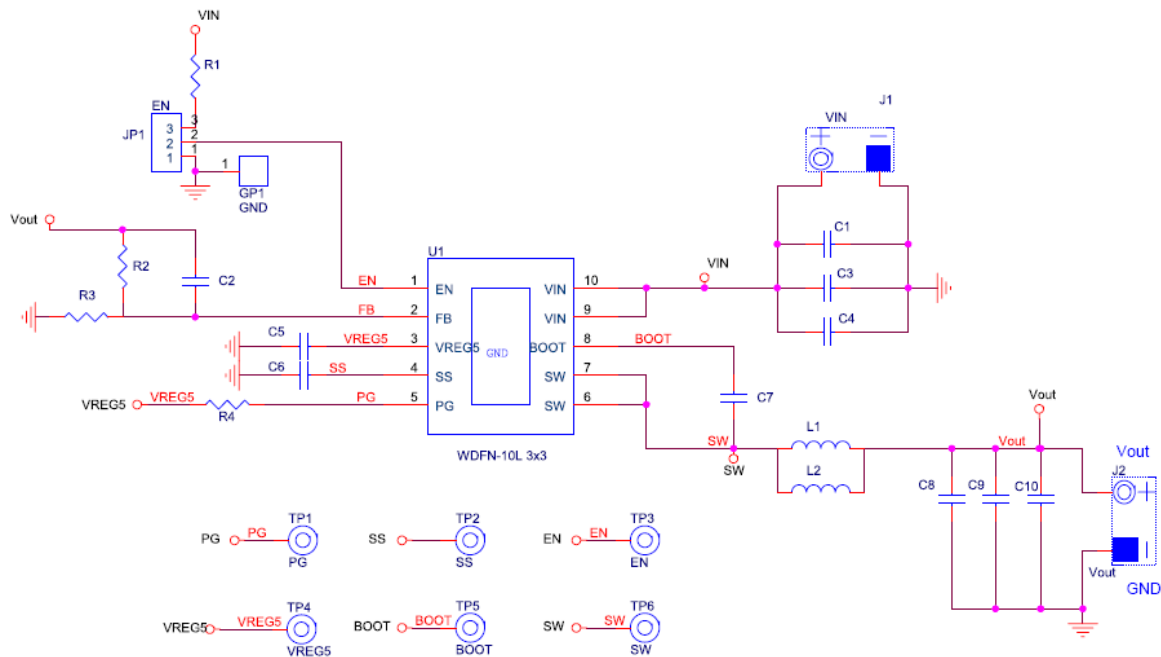 VIN
R1
EN
JP1
3
2
1
3
2
1
1
GP1
GND
J1
VIN
Vout
R2
C2
R3
C1
C3
C4
VIN
U1
EN 1 EN VIN 10
FB 2 FB VIN 9
C5 VREG5 3 VREG5 GND BOOT 8 BOOT
C6 SS 4 SS SW 7
VREG5 VREG5 R4 PG 5 PG SW 6
C7
WDFN-10L 3x3
SW
SW
L1
L2
Vout
Vout
Vout
J2
C8
C9
C10
Vout
GND
PG PG TP1
PG
SS TP2
SS
EN EN TP3
EN
VREG5 VREG5 TP4
VREG5
BOOT BOOT TP5
BOOT
SW SW TP6
SW